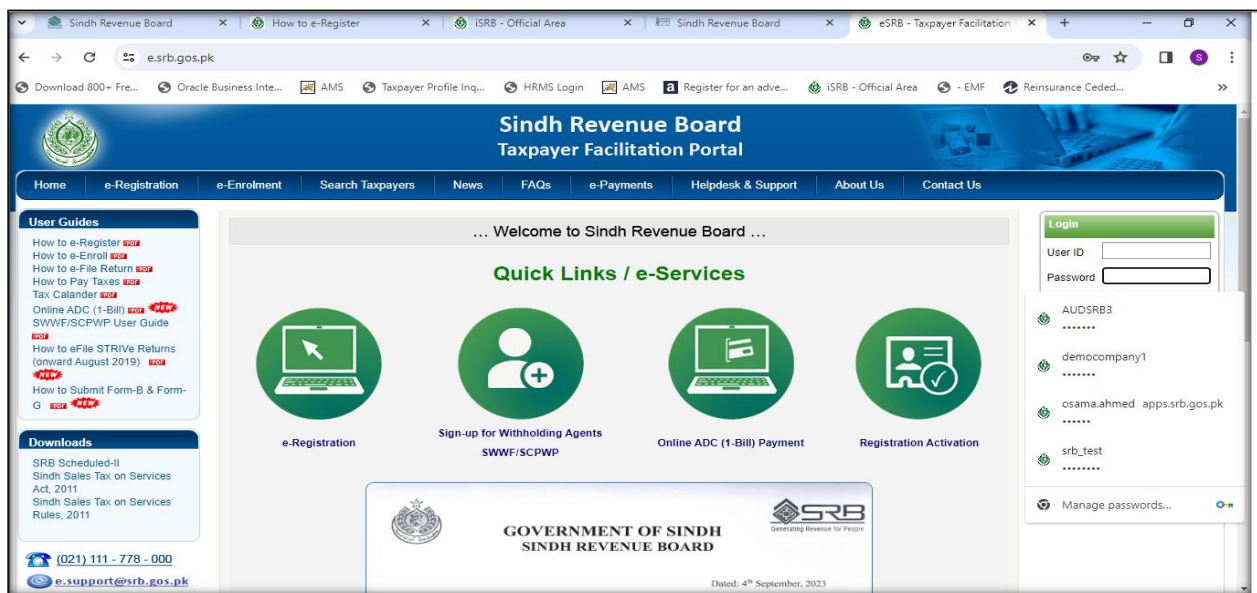 Sindh Revenue Board
How to e-Register
iSRB - Official Area
Sindh Revenue Board
eSRB - Taxpayer Facilitation
e.srb.gos.pk
S
Download 800+ Fre...
Oracle Business Inte...
AMS
Taxpayer Profile Inq...
HRMS Login
AMS
Register for an adve...
iSRB - Official Area
- EMF
Reinsurance Ceded...
»
Sindh Revenue Board
Taxpayer Facilitation Portal
Home
e-Registration
e-Enrolment
Search Taxpayers
News
FAQs
e-Payments
Helpdesk & Support
About Us
Contact Us
User Guides
How to e-Register PDF
How to e-Enroll PDF
How to e-File Return PDF
How to Pay Taxes PDF
Tax Calander PDF
Online ADC (1-Bill) PDF NEW
SWWF/SCPWP User Guide
PDF
How to eFile STRIVe Returns
(onward August 2019) PDF
NEW
How to Submit Form-B & Form-
G PDF NEW
Downloads
SRB Scheduled-II
Sindh Sales Tax on Services
Act, 2011
Sindh Sales Tax on Services
Rules, 2011
(021) 111 - 778 - 000
e.support@srb.gos.pk
... Welcome to Sindh Revenue Board ...
Quick Links / e-Services
e-Registration
Sign-up for Withholding Agents
SWWF/SCPWP
Online ADC (1-Bill) Payment
Registration Activation
SRB
Generating Revenue for People
GOVERNMENT OF SINDH
SINDH REVENUE BOARD
Dated: 4th September, 2023
Login
User ID
Password
AUDSRB3
•••••••
democompany1
•••••••
osama.ahmed apps.srb.gos.pk
••••••
srb_test
••••••••
Manage passwords...